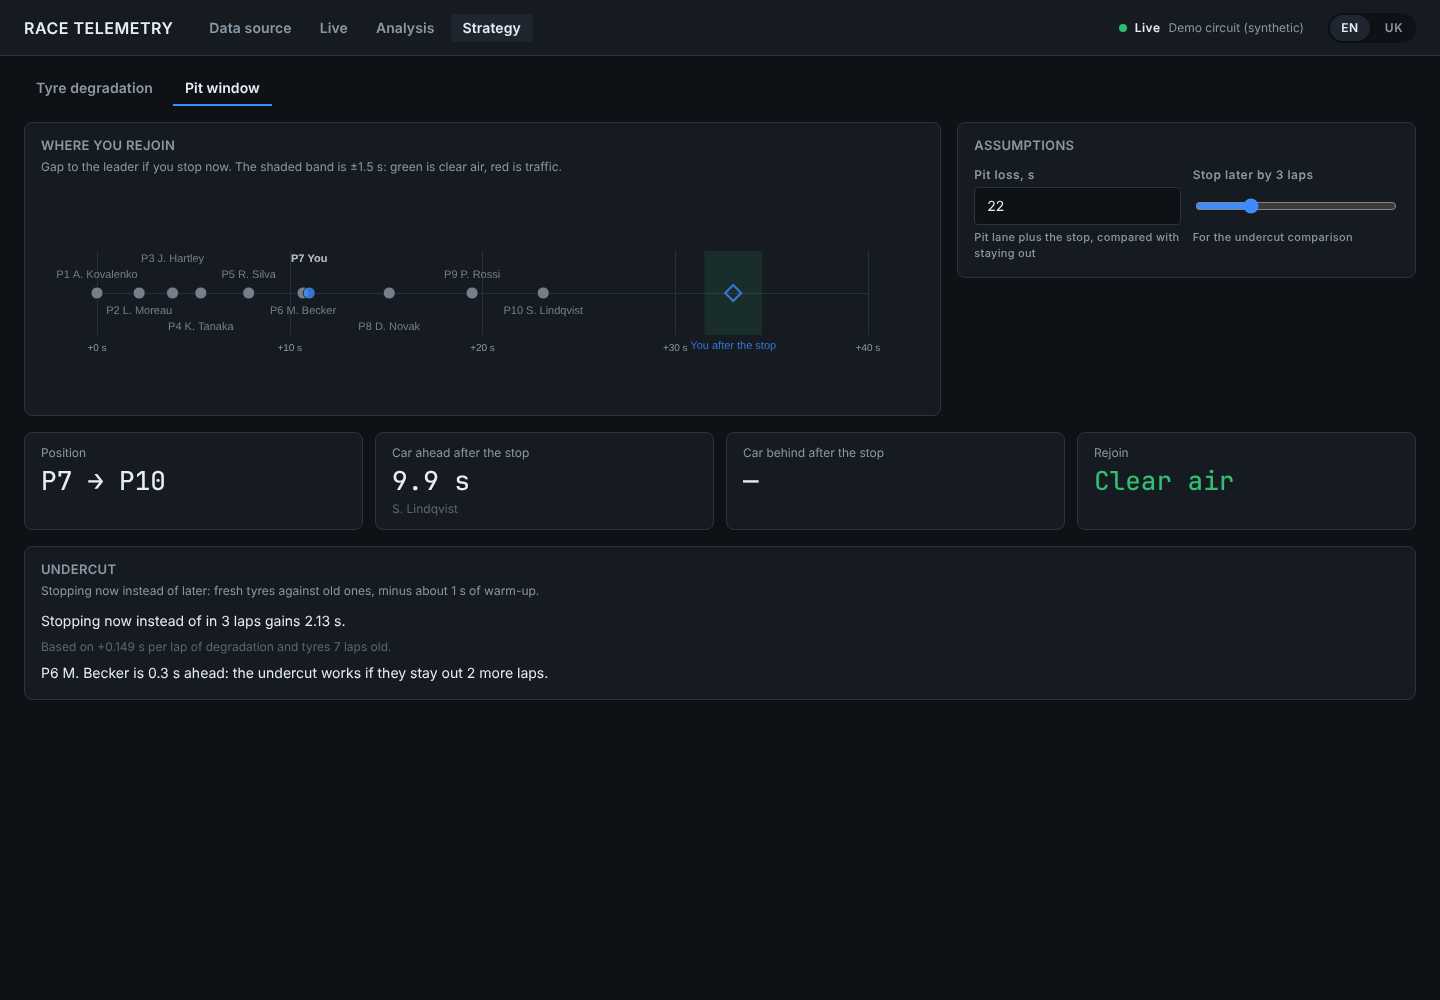 RACE TELEMETRY
Data source
Live
Analysis
Strategy
Live Demo circuit (synthetic)
EN
UK
Tyre degradation
Pit window
WHERE YOU REJOIN
Gap to the leader if you stop now. The shaded band is ±1.5 s: green is clear air, red is traffic.
P3 J. Hartley
P7 You
P1 A. Kovalenko
P5 R. Silva
P9 P. Rossi
P2 L. Moreau
P6 M. Becker
P10 S. Lindqvist
P4 K. Tanaka
P8 D. Novak
+0 s
+10 s
+20 s
+30 s
You after the stop
+40 s
ASSUMPTIONS
Pit loss, s
22
Pit lane plus the stop, compared with
staying out
Stop later by 3 laps
For the undercut comparison
Position
P7 → P10
Car ahead after the stop
9.9 s
S. Lindqvist
Car behind after the stop
—
Rejoin
Clear air
UNDERCUT
Stopping now instead of later: fresh tyres against old ones, minus about 1 s of warm-up.
Stopping now instead of in 3 laps gains 2.13 s.
Based on +0.149 s per lap of degradation and tyres 7 laps old.
P6 M. Becker is 0.3 s ahead: the undercut works if they stay out 2 more laps.